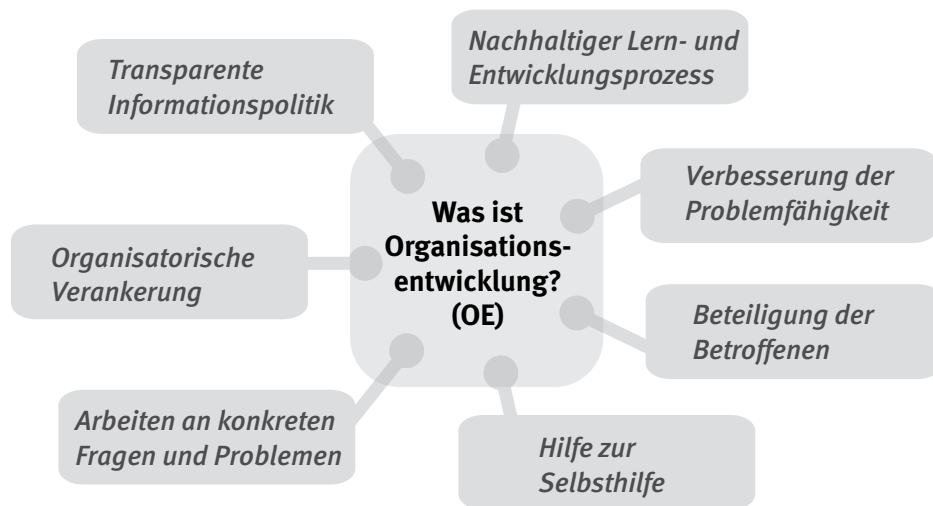 Nachhaltiger Lern- und
Entwicklungsprozess
Transparente
Informationspolitik
Verbesserung der
Problemfähigkeit
Was ist
Organisations-
entwicklung?
(OE)
Organisatorische
Verankerung
Beteiligung der
Betroffenen
Arbeiten an konkreten
Fragen und Problemen
Hilfe zur
Selbsthilfe